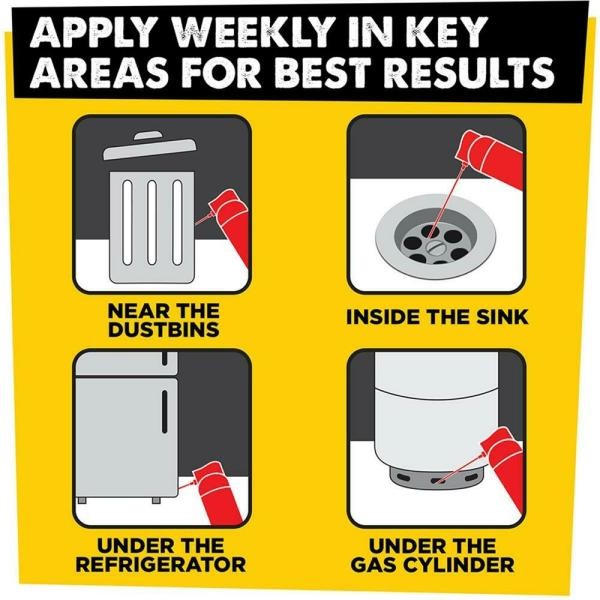 APPLY WEEKLY IN KEY
AREAS FOR BEST RESULTS
NEAR THE
DUSTBINS
INSIDE THE SINK
UNDER THE
REFRIGERATOR
UNDER THE
GAS CYLINDER